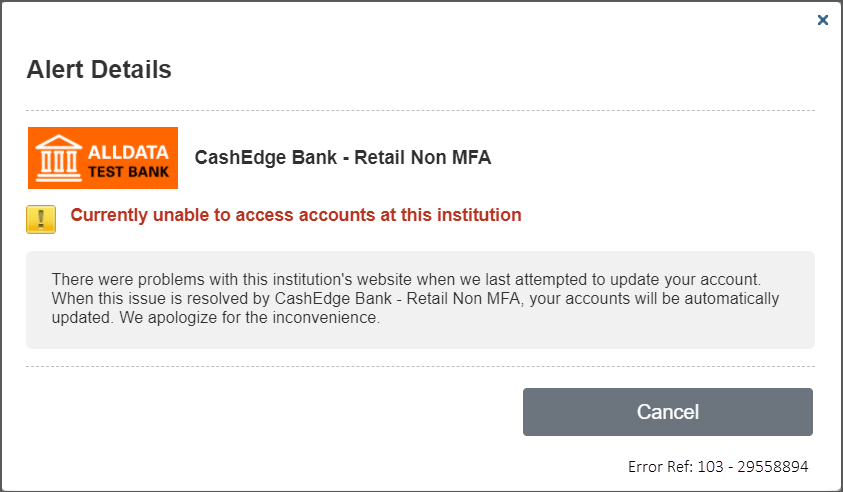 Alert Details
ALLDATA
TEST BANK
CashEdge Bank - Retail Non MFA
Currently unable to access accounts at this institution
There were problems with this institution's website when we last attempted to update your account.
When this issue is resolved by CashEdge Bank - Retail Non MFA, your accounts will be automatically
updated. We apologize for the inconvenience.
Cancel
Error Ref: 103 - 29558894